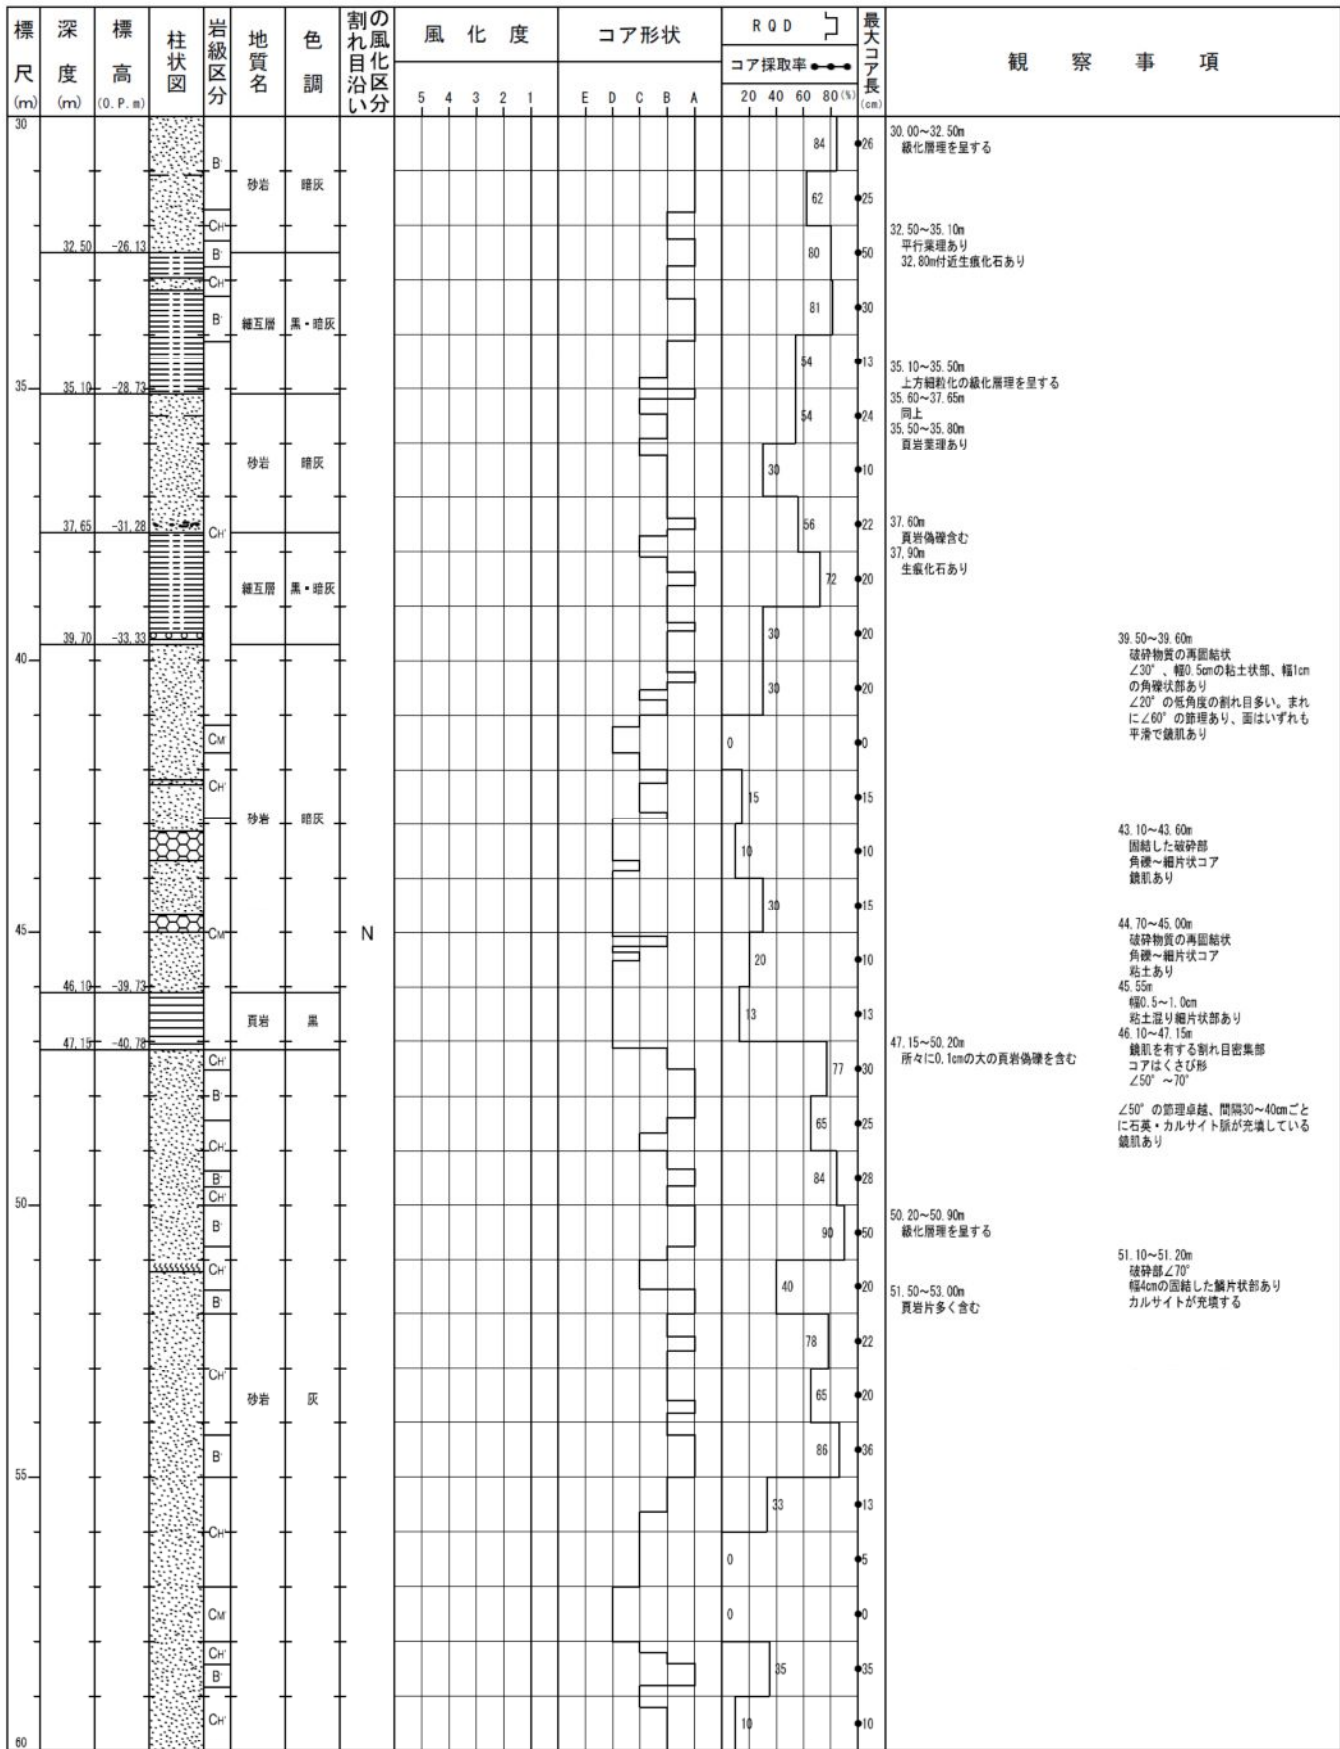 標尺(m)
深度(m)
標高(O.P.m)
柱状図
岩級区分
地質名
色調
割れ目沿いの風化区分
風化度
5 4 3 2 1
コア形状
E D C B A
RQD
コア採取率
20 40 60 80(%)
最大コア長(cm)
観察事項
30
35
40
45
50
55
60
32.50 -26.13
35.10 -28.73
37.65 -31.28
39.70 -33.33
46.10 -39.73
47.15 -40.78
B'
CH'
B'
CH'
B'
CH'
CM'
CH'
CM'
CH'
B'
CH'
B'
CH'
B'
CH'
B'
CH'
B'
CH'
CM'
CH'
B'
CH'
砂岩 暗灰
細互層 黒・暗灰
砂岩 暗灰
細互層 黒・暗灰
砂岩 暗灰
頁岩 黒
砂岩 灰
N
84 26
62 25
80 50
81 30
54 13
54 24
30 10
56 22
72 20
30 20
30 20
0 0
15 15
10 10
30 15
20 10
13 13
77 30
65 25
84 28
90 50
40 20
78 22
65 20
86 36
33 13
0 5
0 0
35 35
10 10
30.00～32.50m
級化層理を呈する
32.50～35.10m
平行葉理あり
32.80m付近生痕化石あり
35.10～35.50m
上方細粒化の級化層理を呈する
35.60～37.65m
同上
35.50～35.80m
頁岩葉理あり
37.60m
頁岩偽礫含む
37.90m
生痕化石あり
47.15～50.20m
所々に0.1cmの大の頁岩偽礫を含む
50.20～50.90m
級化層理を呈する
51.50～53.00m
頁岩片多く含む
39.50～39.60m
破砕物質の再固結状
∠30°、幅0.5cmの粘土状部、幅1cm
の角礫状部あり
∠20°の低角度の割れ目多い。まれ
に∠60°の節理あり、面はいずれも
平滑で鏡肌あり
43.10～43.60m
固結した破砕部
角礫～細片状コア
鏡肌あり
44.70～45.00m
破砕物質の再固結状
角礫～細片状コア
粘土あり
45.55m
幅0.5～1.0cm
粘土混り細片状部あり
46.10～47.15m
鏡肌を有する割れ目密集部
コアはくさび形
∠50°～70°
∠50°の節理卓越、間隔30～40cmごと
に石英・カルサイト脈が充填している
鏡肌あり
51.10～51.20m
破砕部∠70°
幅4cmの固結した鱗片状部あり
カルサイトが充填する